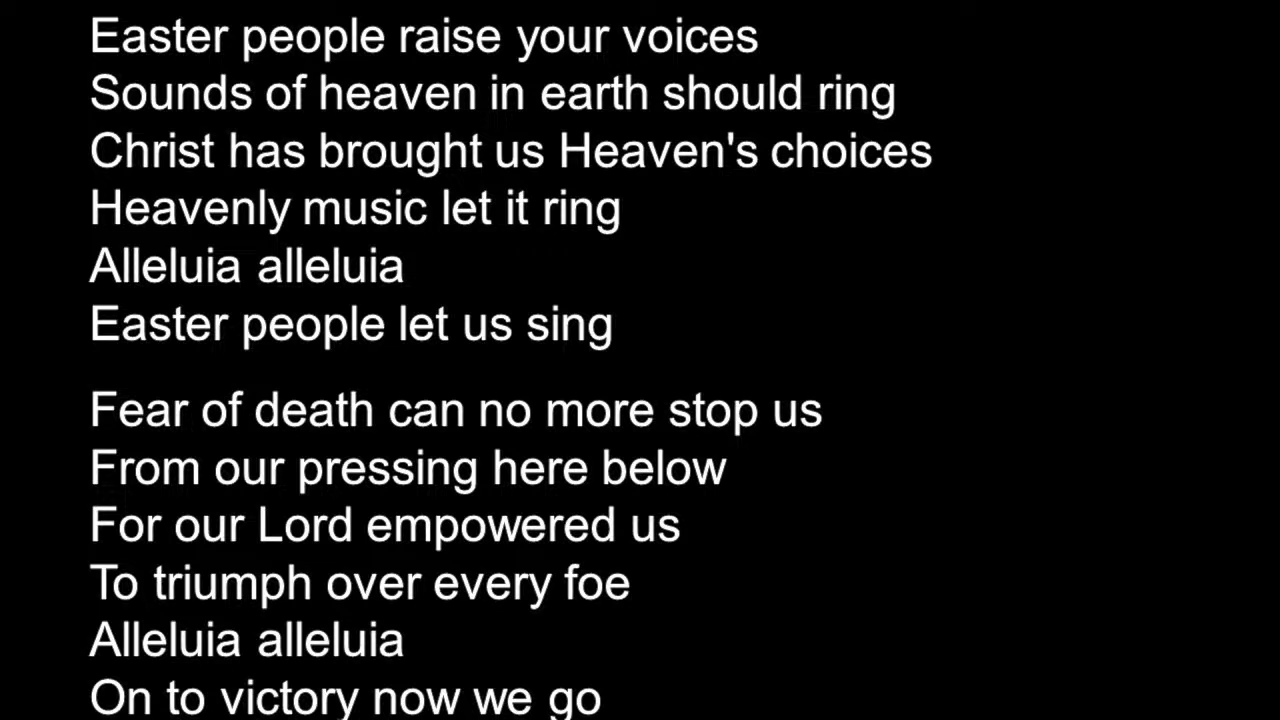 Easter people raise your voices
Sounds of heaven in earth should ring
Christ has brought us Heaven's choices
Heavenly music let it ring
Alleluia alleluia
Easter people let us sing
Fear of death can no more stop us
From our pressing here below
For our Lord empowered us
To triumph over every foe
Alleluia alleluia
On to victory now we go